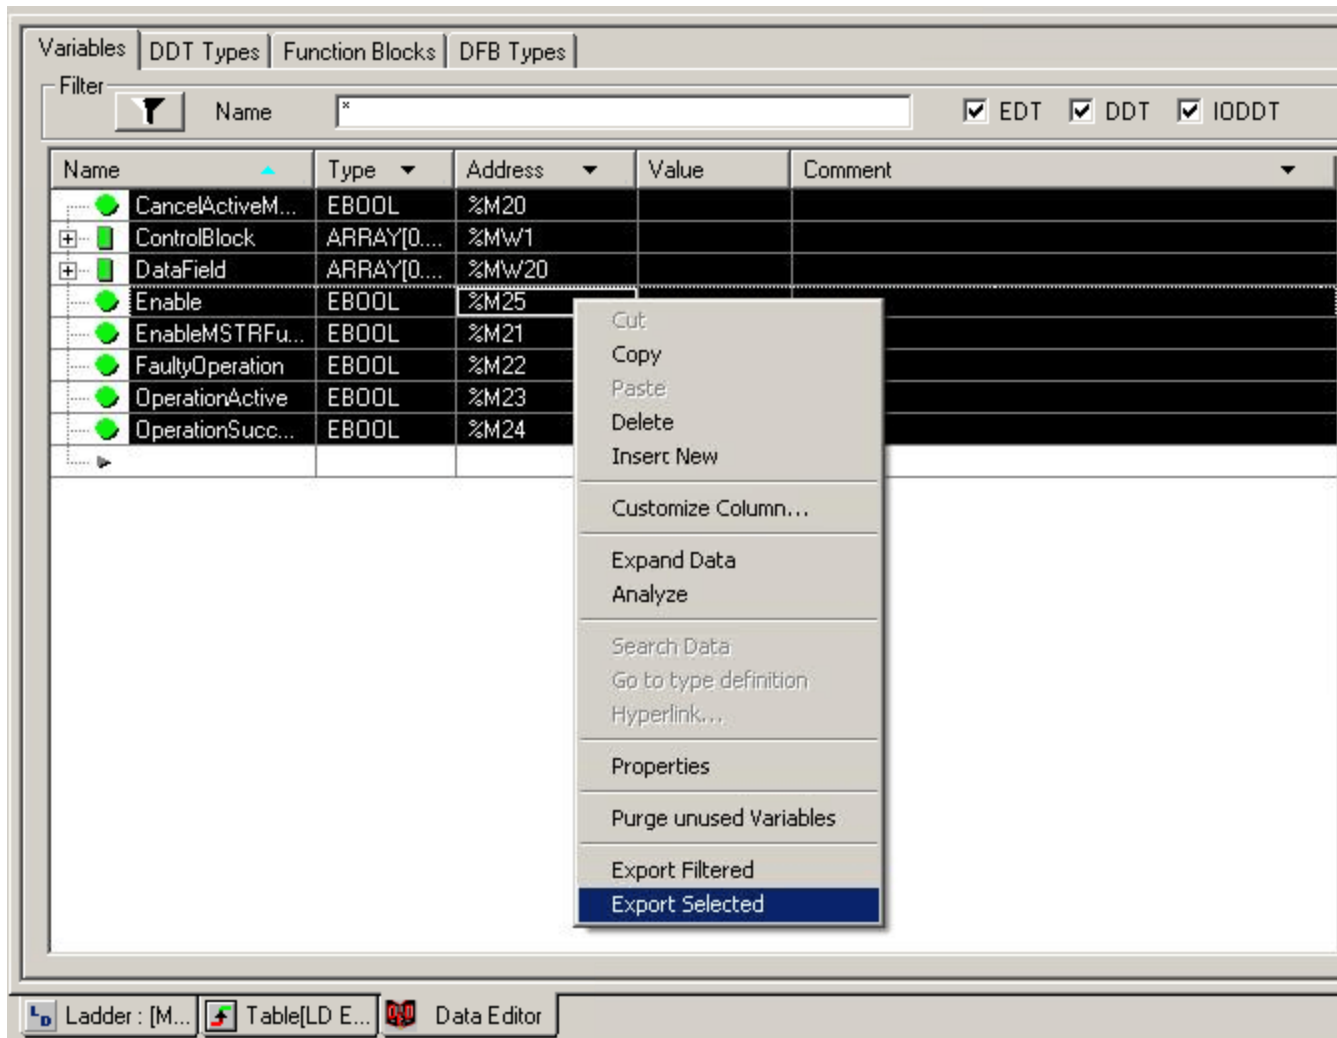 Variables DDT Types Function Blocks DFB Types
Filter
Name * EDT DDT IODDT
Name Type Address Value Comment
CancelActiveM... EBOOL %M20
ControlBlock ARRAY[0.... %MW1
DataField ARRAY[0.... %MW20
Enable EBOOL %M25
EnableMSTRFu... EBOOL %M21
FaultyOperation EBOOL %M22
OperationActive EBOOL %M23
OperationSucc... EBOOL %M24
Cut
Copy
Paste
Delete
Insert New
Customize Column...
Expand Data
Analyze
Search Data
Go to type definition
Hyperlink...
Properties
Purge unused Variables
Export Filtered
Export Selected
Ladder : [M... Table[LD E... Data Editor